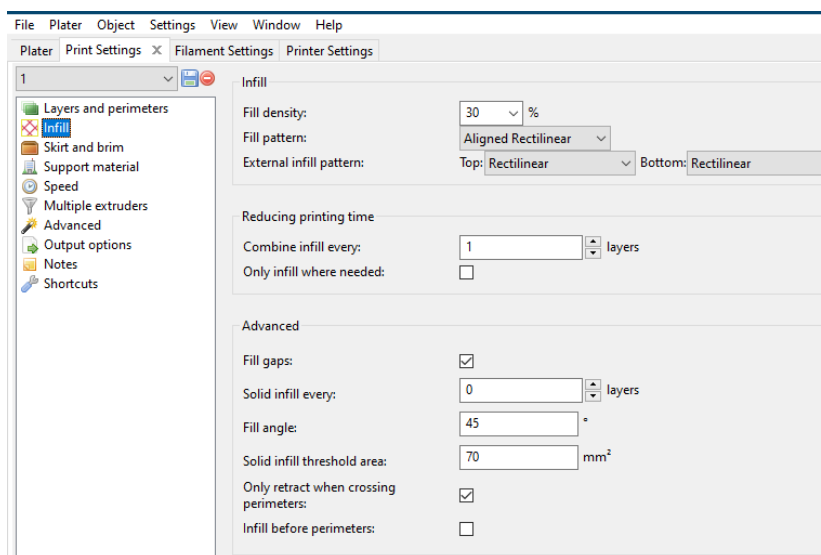 File Plater Object Settings View Window Help
Plater Print Settings X Filament Settings Printer Settings
1
Layers and perimeters
Infill
Skirt and brim
Support material
Speed
Multiple extruders
Advanced
Output options
Notes
Shortcuts
Infill
Fill density: 30 %
Fill pattern: Aligned Rectilinear
External infill pattern: Top: Rectilinear Bottom: Rectilinear
Reducing printing time
Combine infill every: 1 layers
Only infill where needed:
Advanced
Fill gaps:
Solid infill every: 0 layers
Fill angle: 45 °
Solid infill threshold area: 70 mm²
Only retract when crossing
perimeters:
Infill before perimeters: